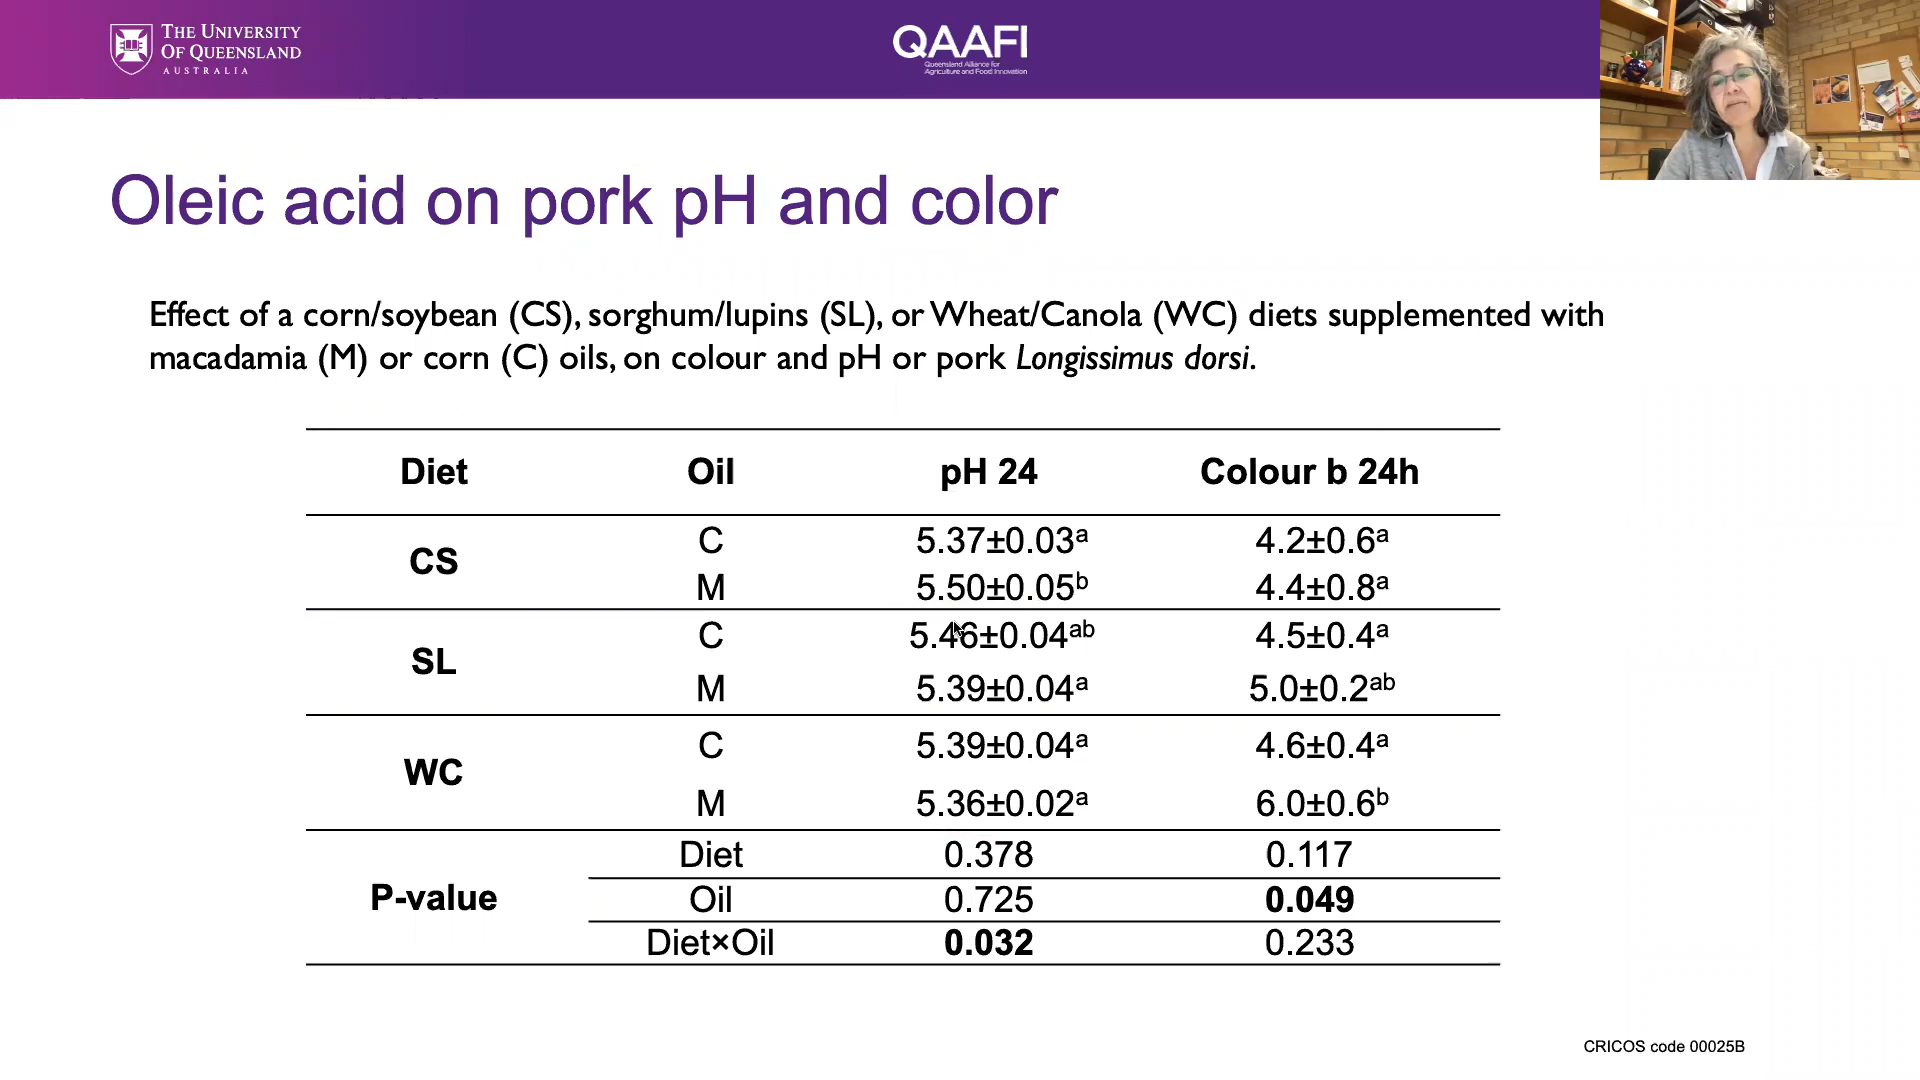 THE UNIVERSITY
OF QUEENSLAND
AUSTRALIA
QAAFI
Queensland Alliance for
Agriculture and Food Innovation
Oleic acid on pork pH and color
Effect of a corn/soybean (CS), sorghum/lupins (SL), or Wheat/Canola (WC) diets supplemented with
macadamia (M) or corn (C) oils, on colour and pH or pork Longissimus dorsi.
Diet Oil pH 24 Colour b 24h
CS C 5.37±0.03ᵃ 4.2±0.6ᵃ
M 5.50±0.05ᵇ 4.4±0.8ᵃ
SL C 5.46±0.04ᵃᵇ 4.5±0.4ᵃ
M 5.39±0.04ᵃ 5.0±0.2ᵃᵇ
WC C 5.39±0.04ᵃ 4.6±0.4ᵃ
M 5.36±0.02ᵃ 6.0±0.6ᵇ
P-value Diet 0.378 0.117
Oil 0.725 0.049
Diet×Oil 0.032 0.233
CRICOS code 00025B